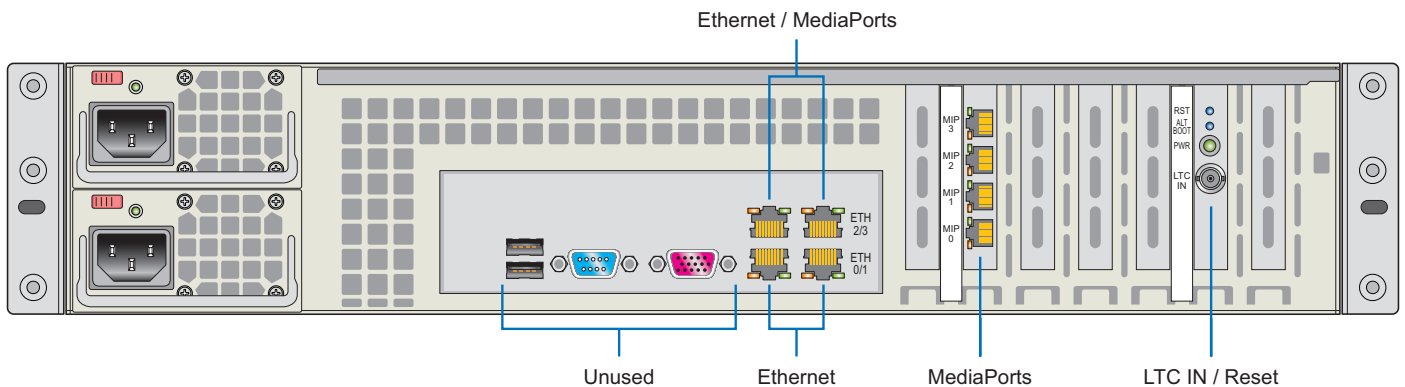 Ethernet / MediaPorts
RST
ALT
BOOT
PWR
LTC
IN
MIP
3
MIP
2
MIP
1
MIP
0
ETH
2/3
ETH
0/1
Unused
Ethernet
MediaPorts
LTC IN / Reset